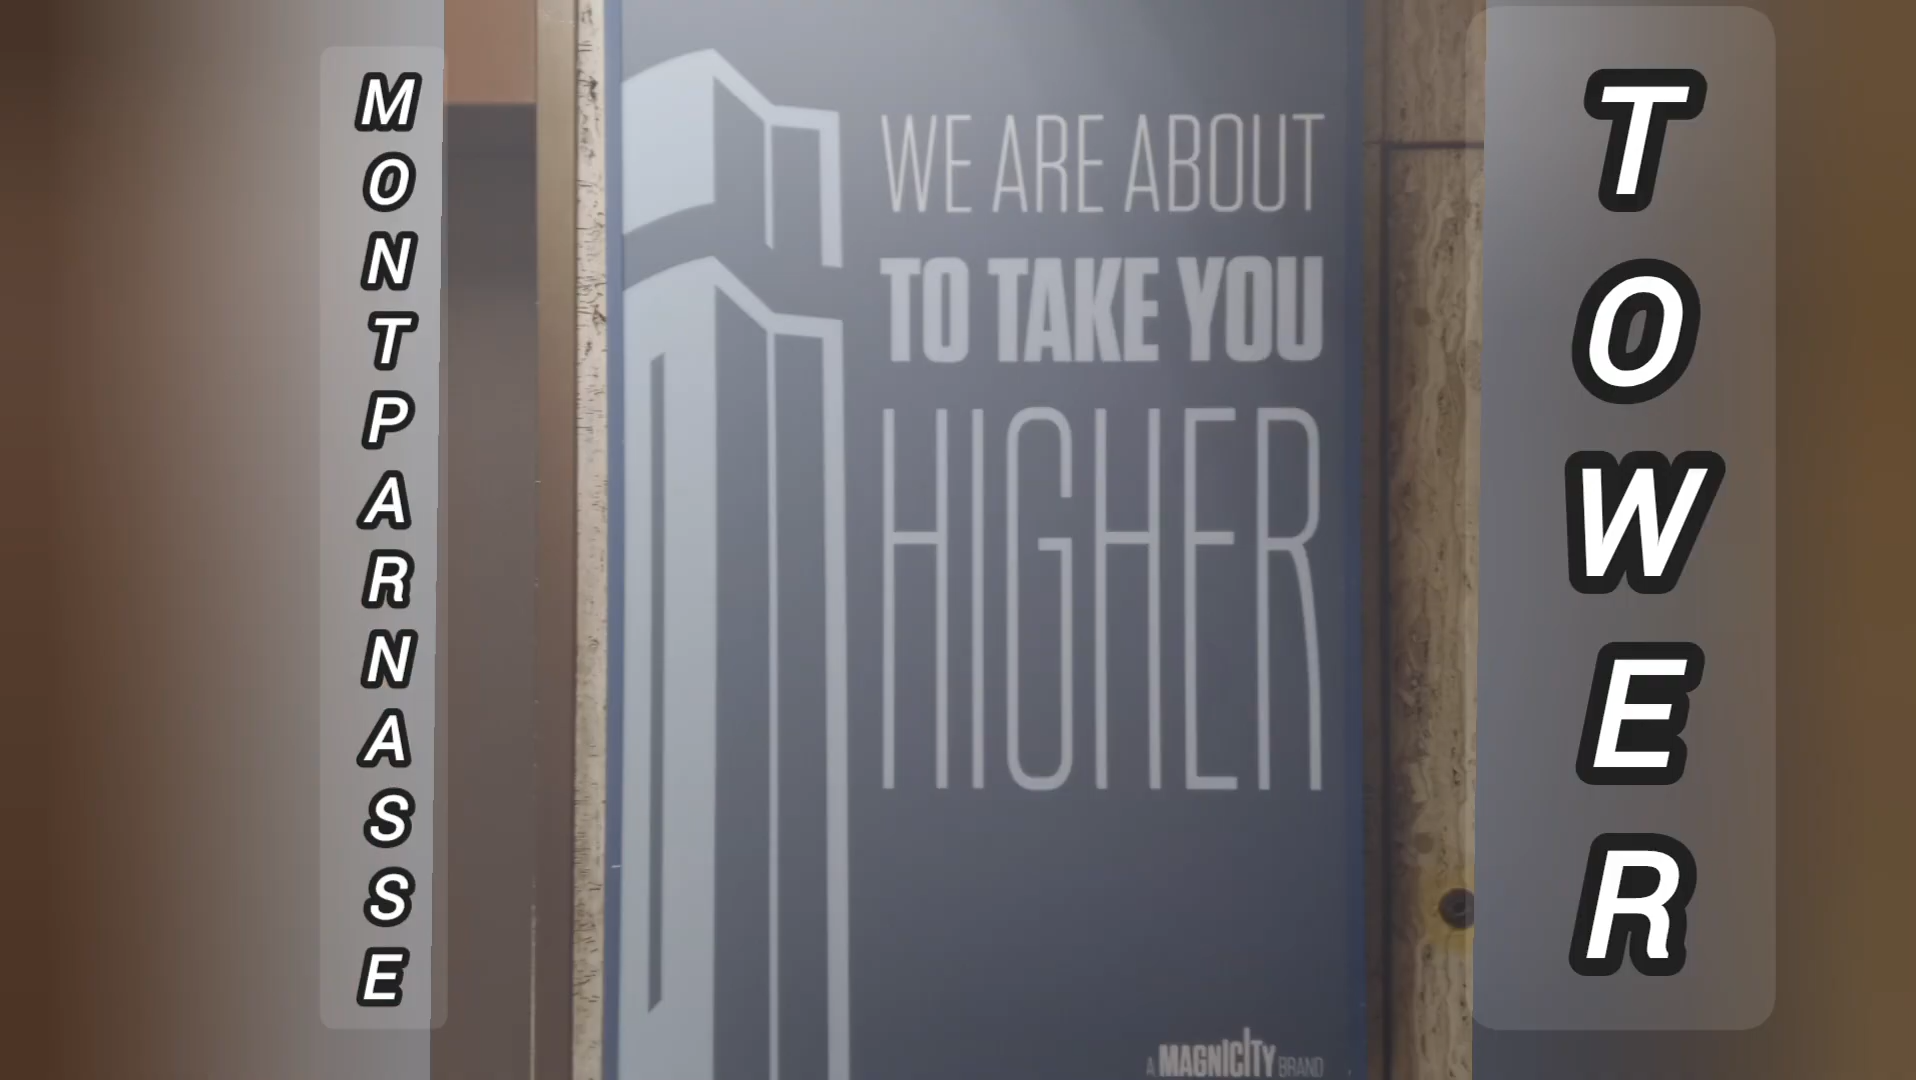 MONTPARNASSE
WE ARE ABOUT
TO TAKE YOU
HIGHER
A MAGNICITY BRAND
TOWER